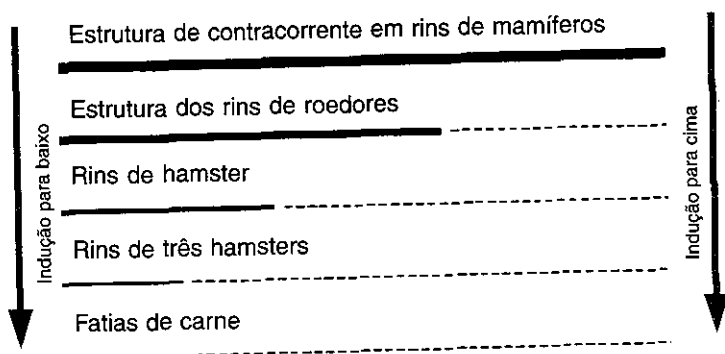 Estrutura de contracorrente em rins de mamíferos
Estrutura dos rins de roedores
Rins de hamster
Rins de três hamsters
Fatias de carne
Indução para baixo
Indução para cima